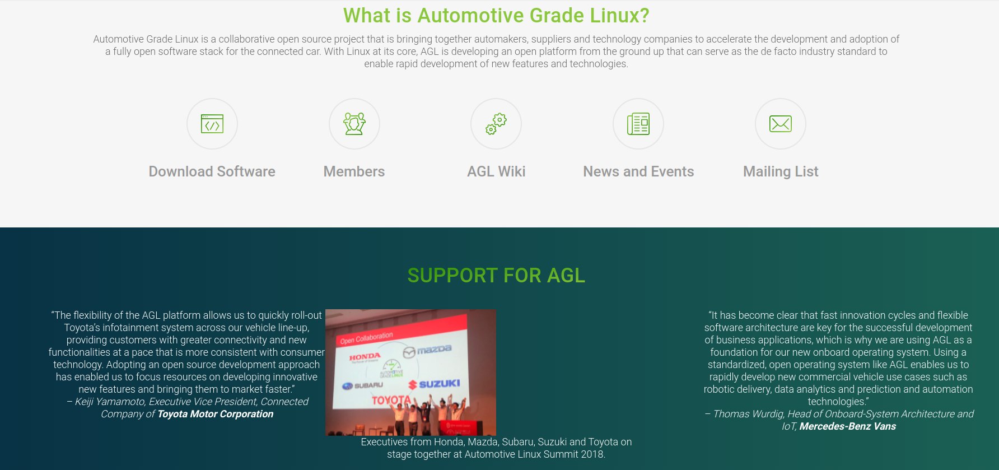 What is Automotive Grade Linux?
Automotive Grade Linux is a collaborative open source project that is bringing together automakers, suppliers and technology companies to accelerate the development and adoption of
a fully open software stack for the connected car. With Linux at its core, AGL is developing an open platform from the ground up that can serve as the de facto industry standard to
enable rapid development of new features and technologies.
Download Software
Members
AGL Wiki
News and Events
Mailing List
SUPPORT FOR AGL
“The flexibility of the AGL platform allows us to quickly roll-out
Toyota’s infotainment system across our vehicle line-up,
providing customers with greater connectivity and new
functionalities at a pace that is more consistent with consumer
technology. Adopting an open source development approach
has enabled us to focus resources on developing innovative
new features and bringing them to market faster.”
– Keiji Yamamoto, Executive Vice President, Connected
Company of Toyota Motor Corporation
Open Collaboration
HONDA
The Power of Dreams
mazda
AUTOMOTIVE
GRADELINUX
SUBARU
SUZUKI
TOYOTA
Executives from Honda, Mazda, Subaru, Suzuki and Toyota on
stage together at Automotive Linux Summit 2018.
“It has become clear that fast innovation cycles and flexible
software architecture are key for the successful development
of business applications, which is why we are using AGL as a
foundation for our new onboard operating system. Using a
standardized, open operating system like AGL enables us to
rapidly develop new commercial vehicle use cases such as
robotic delivery, data analytics and prediction and automation
technologies.”
– Thomas Wurdig, Head of Onboard-System Architecture and
IoT, Mercedes-Benz Vans